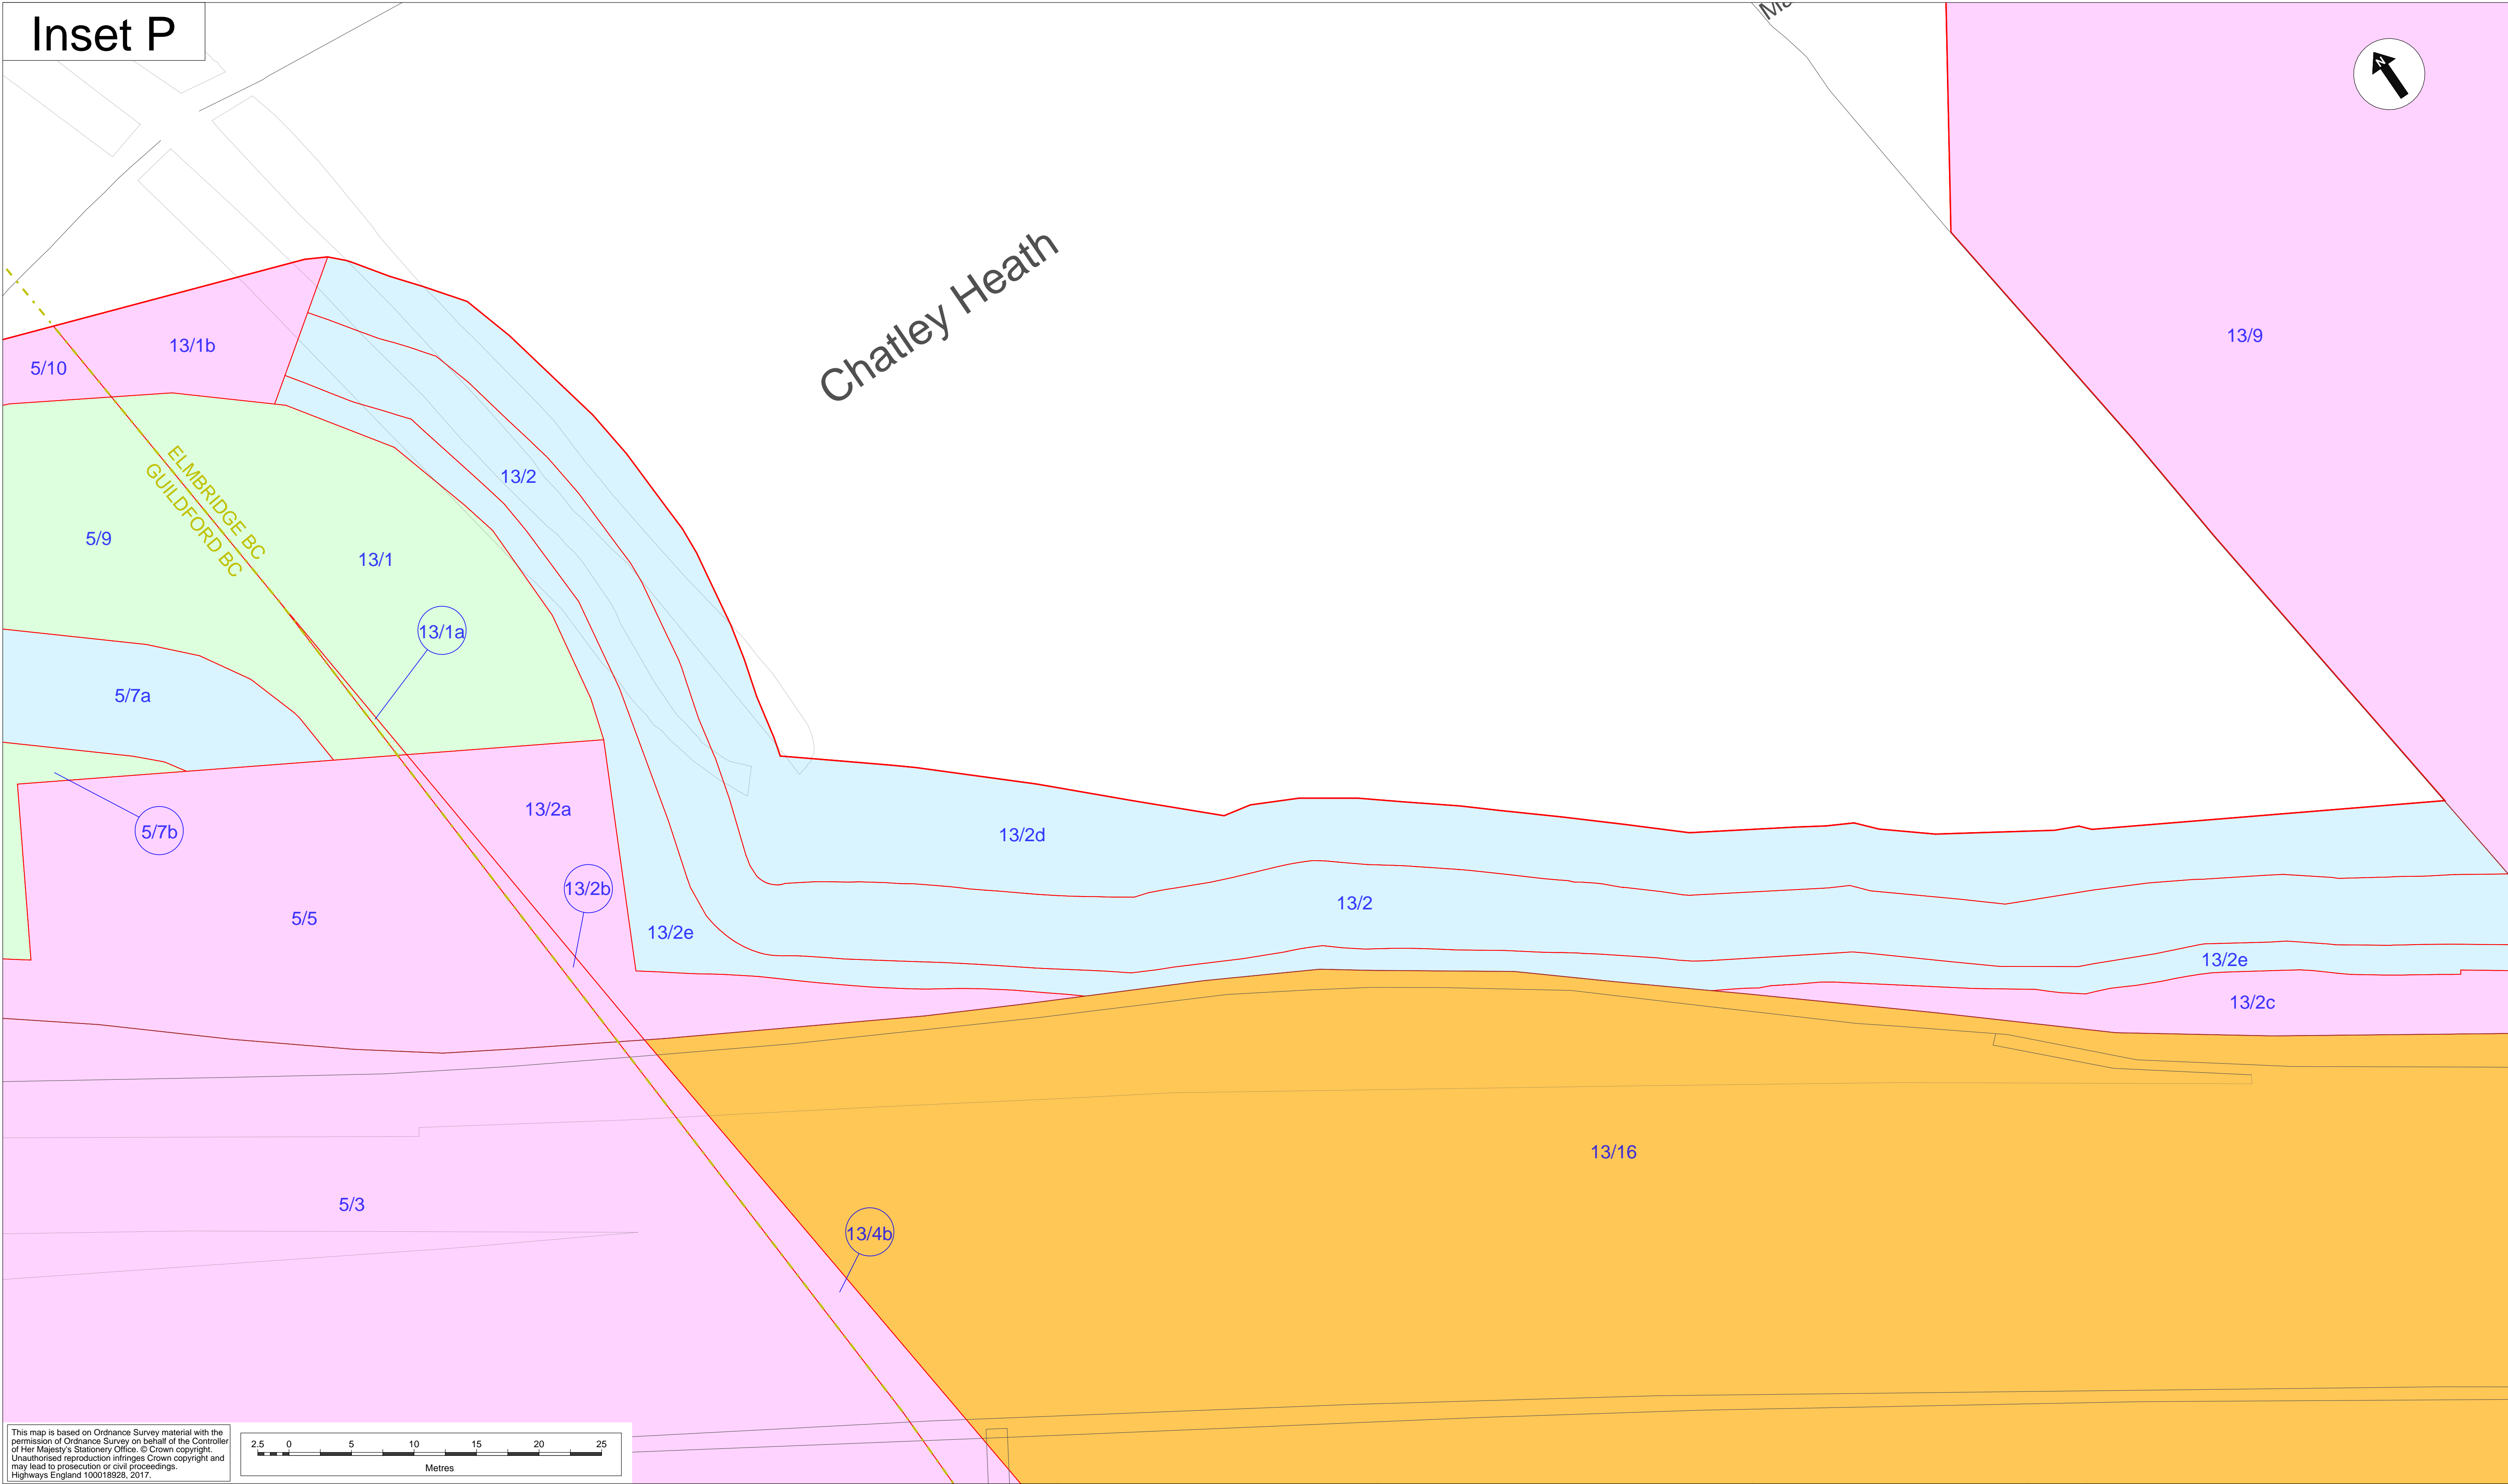 Inset P
N
Chatley Heath
13/9
13/1b
5/10
13/2
ELMBRIDGE BC
GUILDFORD BC
5/9
13/1
13/1a
5/7a
5/7b
13/2a
13/2d
13/2b
13/2
5/5
13/2e
13/2e
13/2c
13/16
5/3
13/4b
This map is based on Ordnance Survey material with the
permission of Ordnance Survey on behalf of the Controller
of Her Majesty's Stationery Office. © Crown copyright.
Unauthorised reproduction infringes Crown copyright and
may lead to prosecution or civil proceedings.
Highways England 100018928, 2017.
2.5 0 5 10 15 20 25
Metres